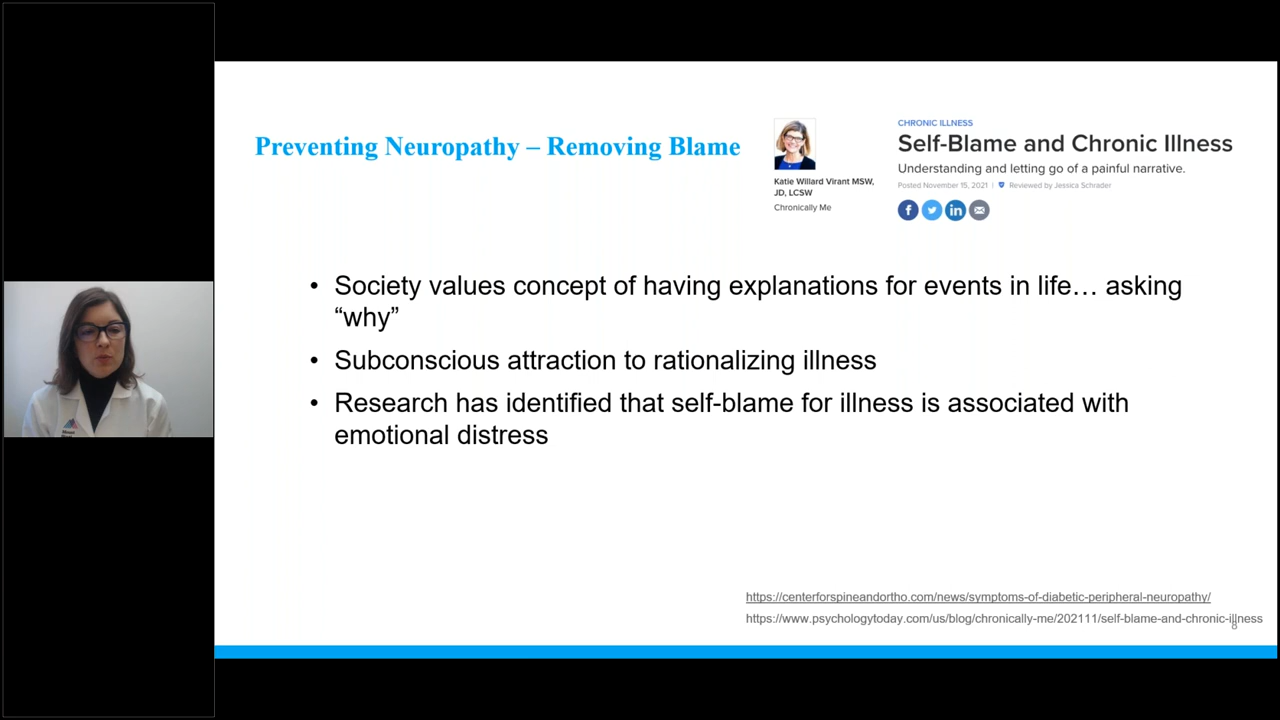 Preventing Neuropathy – Removing Blame
Katie Willard Virant MSW,
JD, LCSW
Chronically Me
CHRONIC ILLNESS
Self-Blame and Chronic Illness
Understanding and letting go of a painful narrative.
Posted November 15, 2021 | Reviewed by Jessica Schrader
• Society values concept of having explanations for events in life… asking
“why”
• Subconscious attraction to rationalizing illness
• Research has identified that self-blame for illness is associated with
emotional distress
https://centerforspineandortho.com/news/symptoms-of-diabetic-peripheral-neuropathy/
https://www.psychologytoday.com/us/blog/chronically-me/202111/self-blame-and-chronic-illness
8